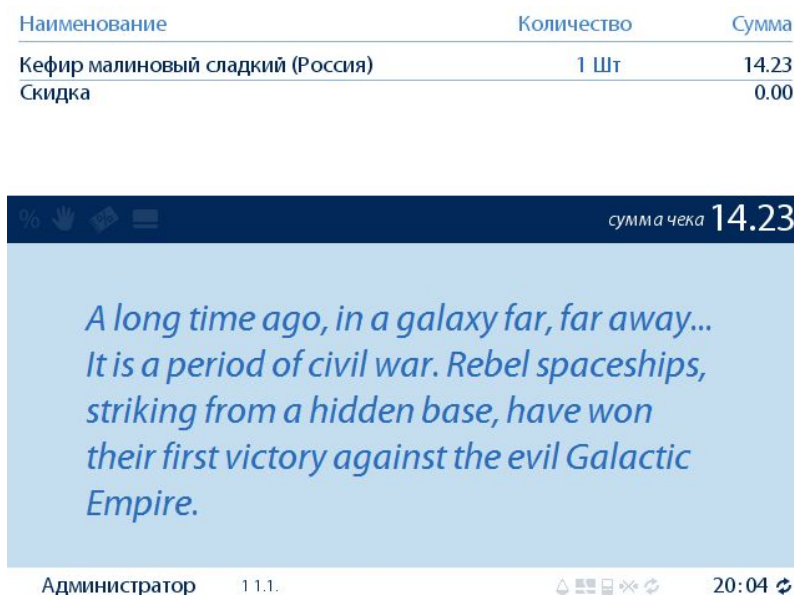 Наименование Количество Сумма
Кефир малиновый сладкий (Россия) 1 Шт 14.23
Скидка 0.00
% сумма чека 14.23
A long time ago, in a galaxy far, far away...
It is a period of civil war. Rebel spaceships,
striking from a hidden base, have won
their first victory against the evil Galactic
Empire.
Администратор 1 1.1. 20:04